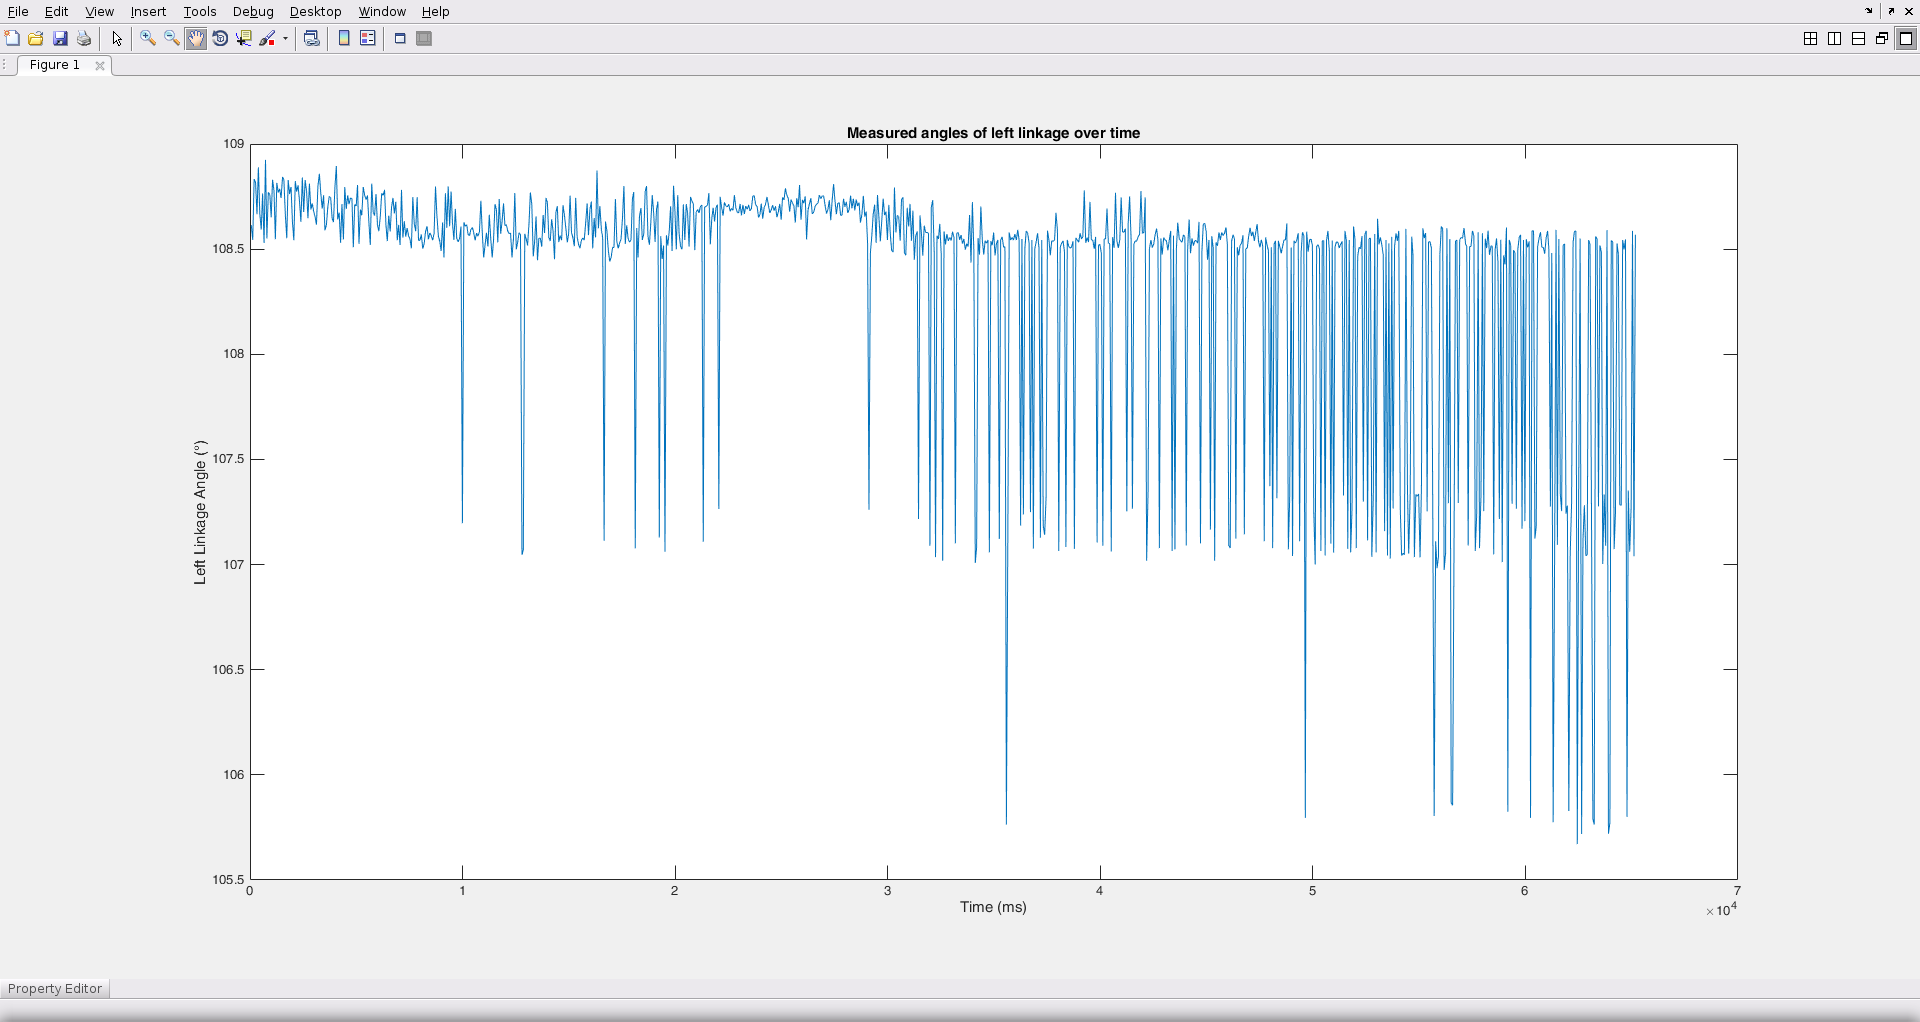 File Edit View Insert Tools Debug Desktop Window Help
Figure 1
Measured angles of left linkage over time
109
108.5
108
107.5
107
106.5
106
105.5
Left Linkage Angle (°)
0 1 2 3 4 5 6 7
Time (ms)
×10⁴
Property Editor